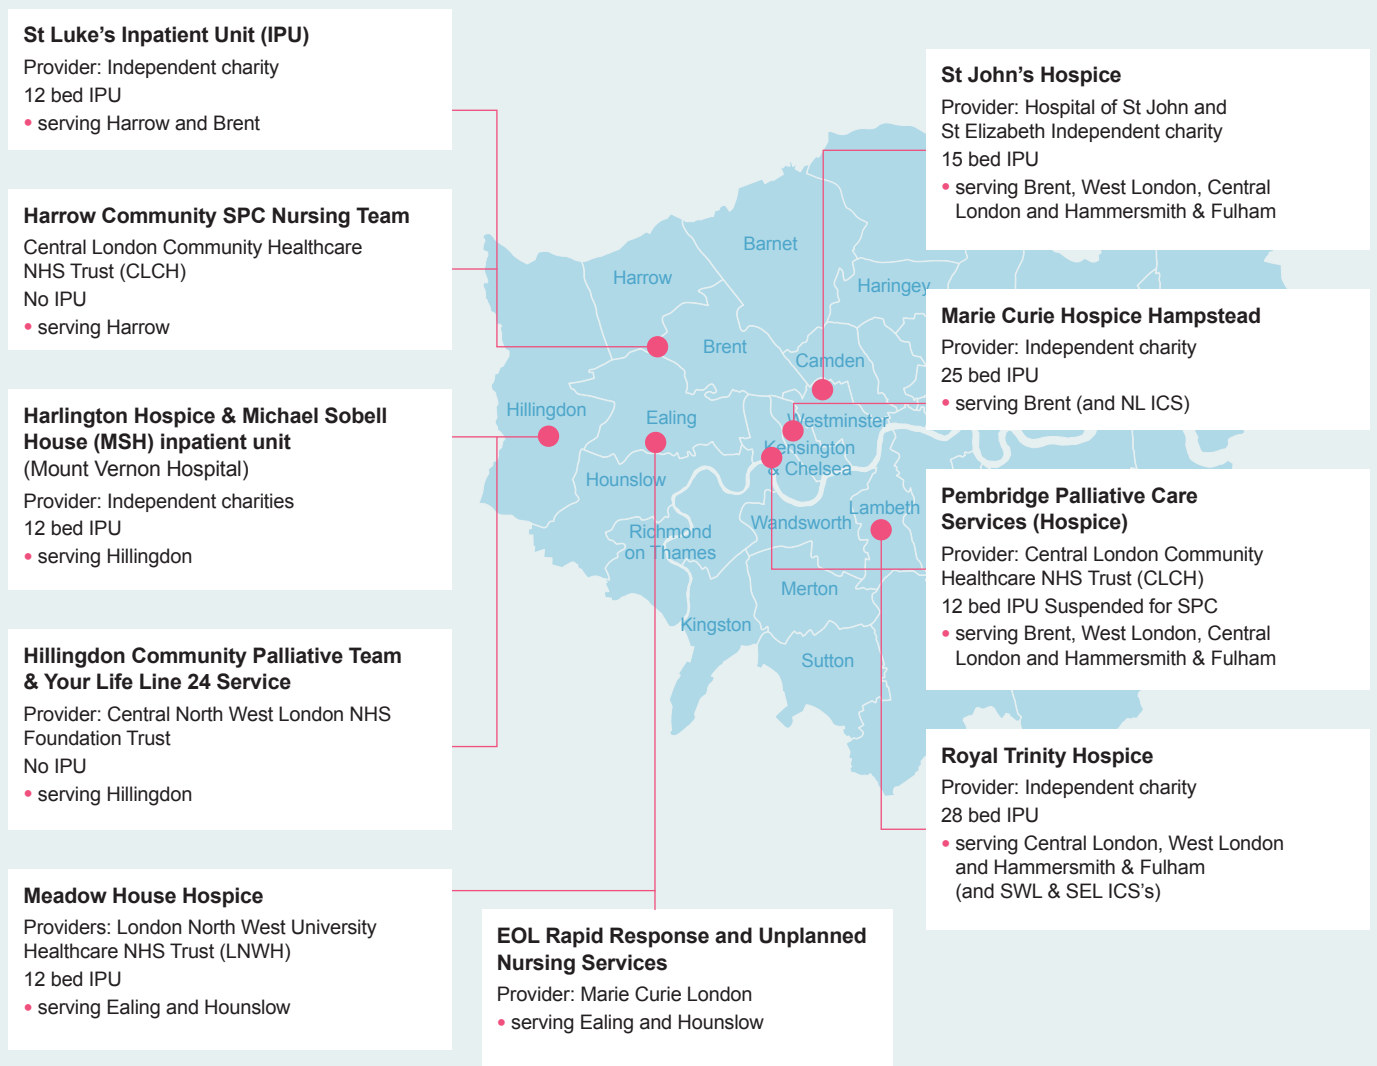 St Luke’s Inpatient Unit (IPU)
Provider: Independent charity
12 bed IPU
• serving Harrow and Brent
Harrow Community SPC Nursing Team
Central London Community Healthcare
NHS Trust (CLCH)
No IPU
• serving Harrow
Harlington Hospice & Michael Sobell
House (MSH) inpatient unit
(Mount Vernon Hospital)
Provider: Independent charities
12 bed IPU
• serving Hillingdon
Hillingdon Community Palliative Team
& Your Life Line 24 Service
Provider: Central North West London NHS
Foundation Trust
No IPU
• serving Hillingdon
Meadow House Hospice
Providers: London North West University
Healthcare NHS Trust (LNWH)
12 bed IPU
• serving Ealing and Hounslow
EOL Rapid Response and Unplanned
Nursing Services
Provider: Marie Curie London
• serving Ealing and Hounslow
Barnet
Harrow
Haringey
Brent
Camden
Hillingdon
Ealing
Westminster
Kensington
& Chelsea
Hounslow
Lambeth
Wandsworth
Richmond
on Thames
Merton
Kingston
Sutton
St John’s Hospice
Provider: Hospital of St John and
St Elizabeth Independent charity
15 bed IPU
• serving Brent, West London, Central
London and Hammersmith & Fulham
Marie Curie Hospice Hampstead
Provider: Independent charity
25 bed IPU
• serving Brent (and NL ICS)
Pembridge Palliative Care
Services (Hospice)
Provider: Central London Community
Healthcare NHS Trust (CLCH)
12 bed IPU Suspended for SPC
• serving Brent, West London, Central
London and Hammersmith & Fulham
Royal Trinity Hospice
Provider: Independent charity
28 bed IPU
• serving Central London, West London
and Hammersmith & Fulham
(and SWL & SEL ICS’s)